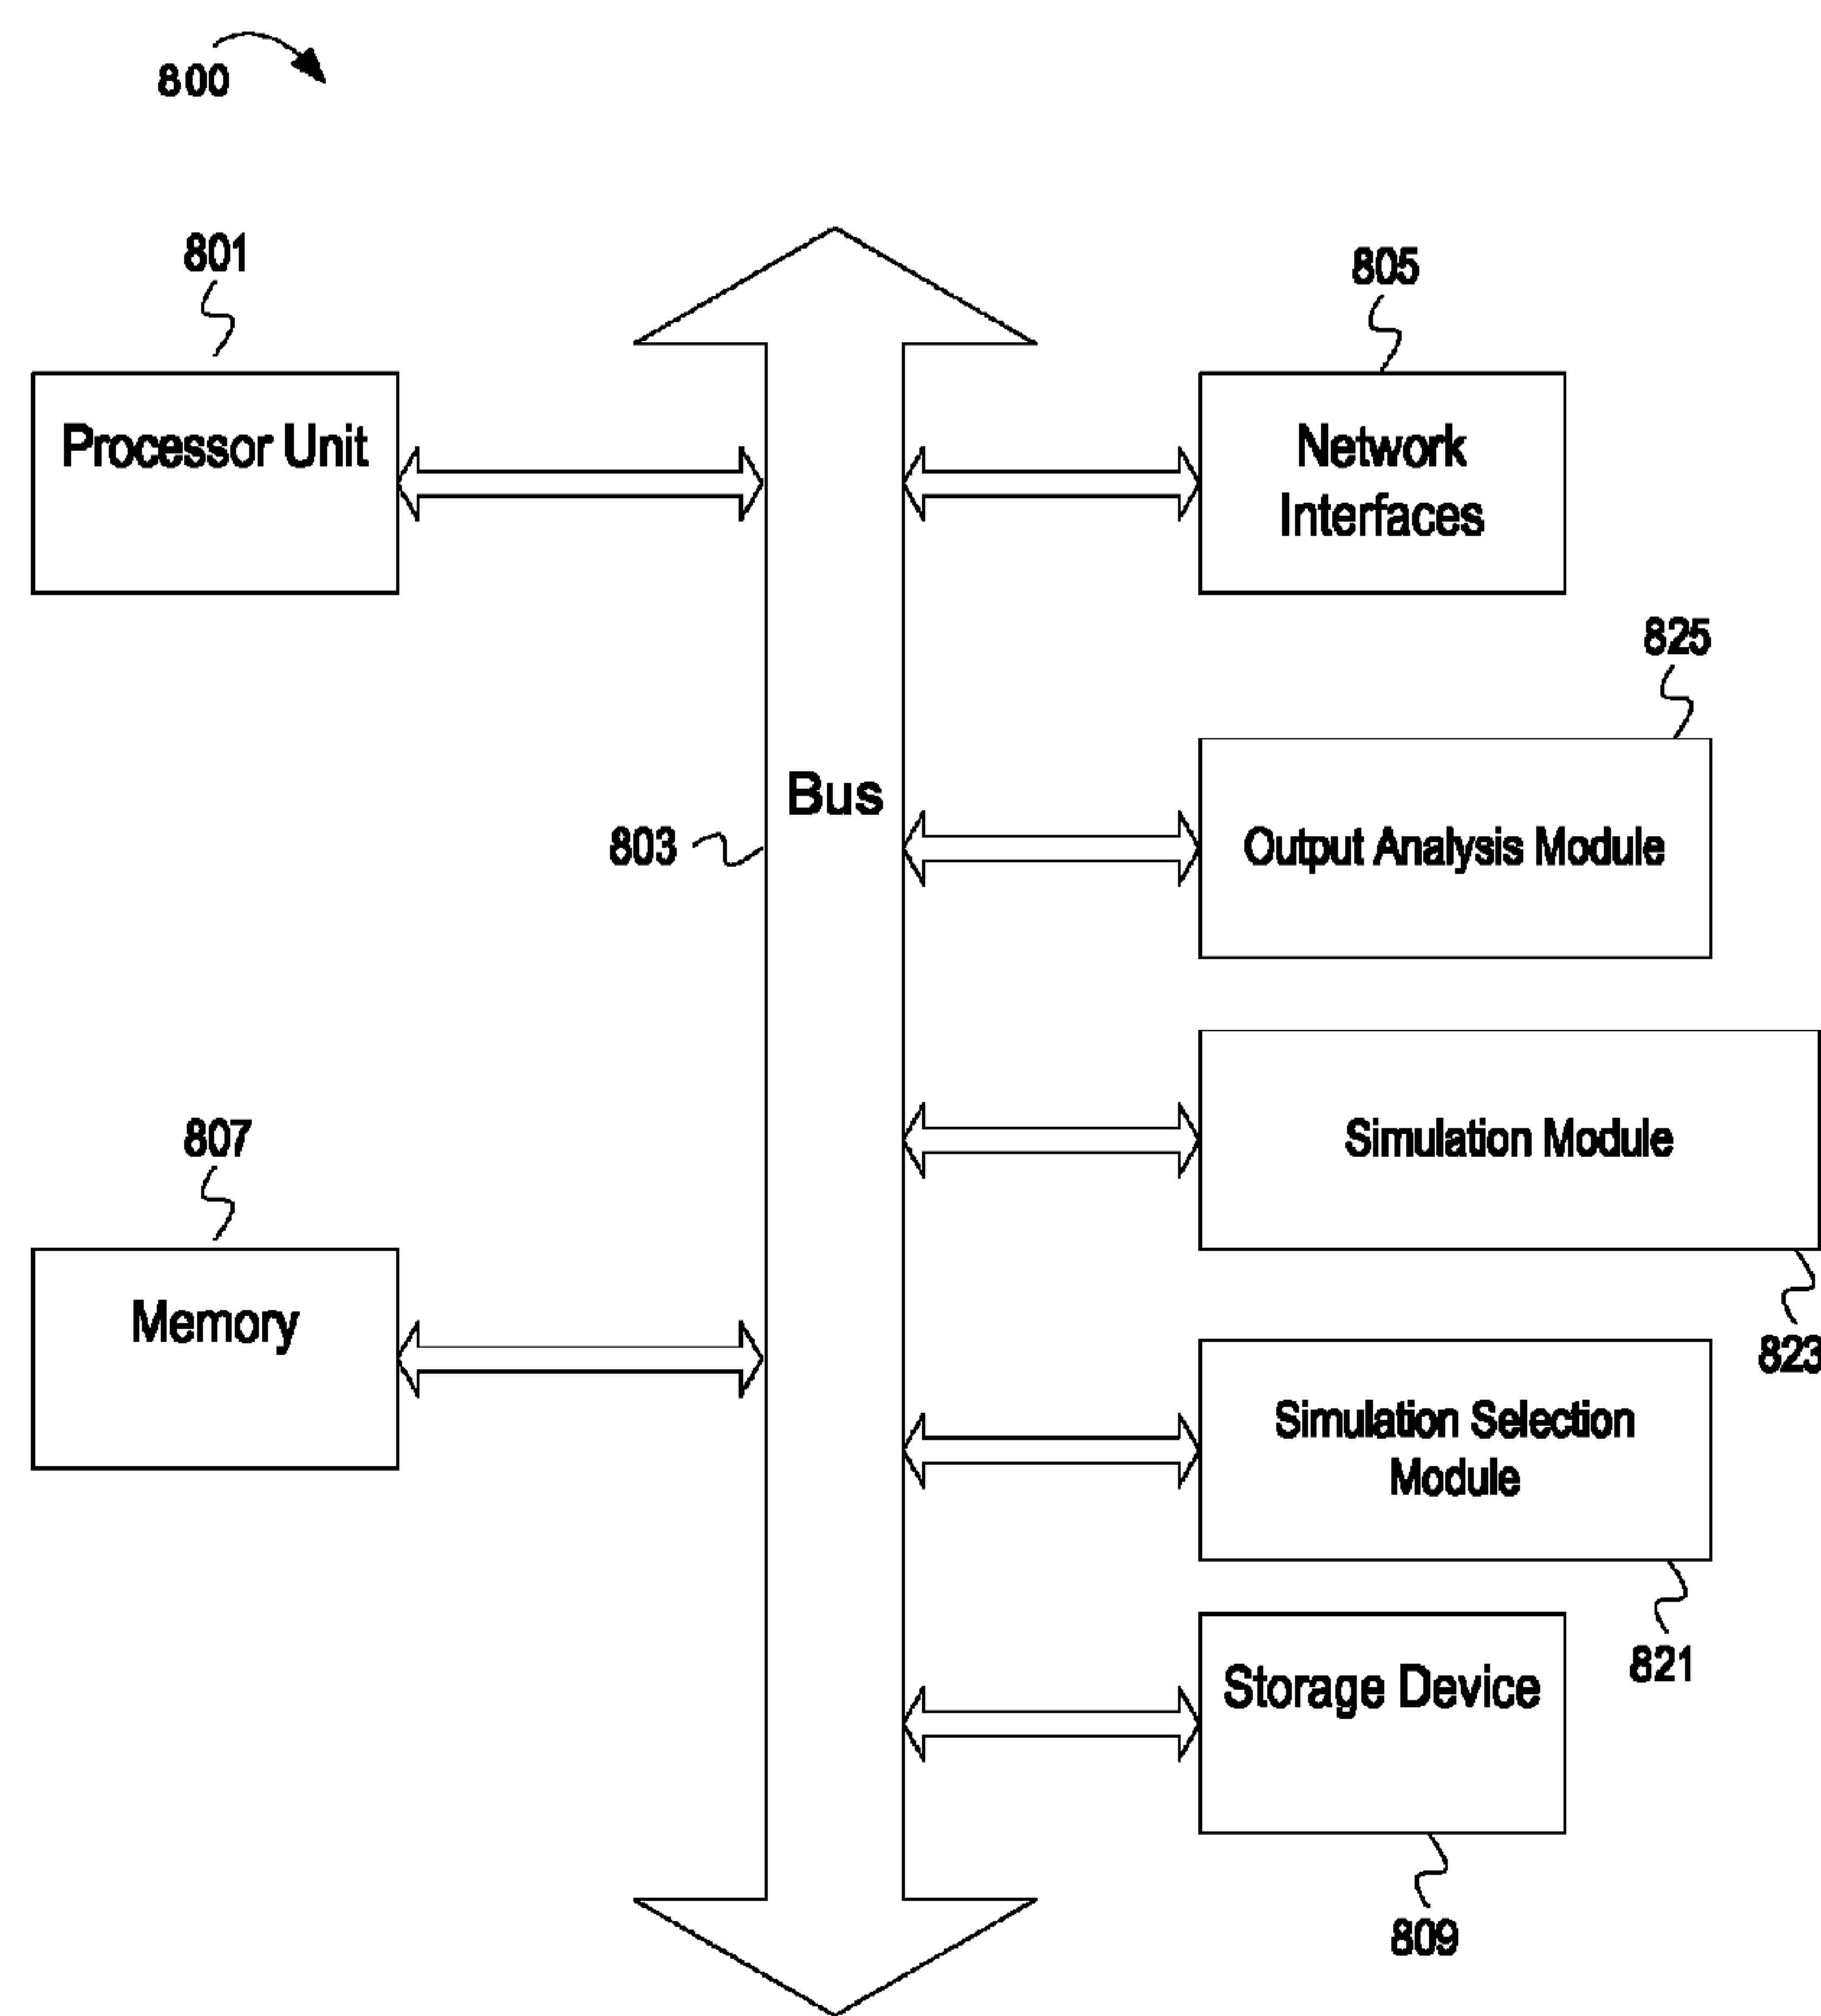 800
801
805
Processor Unit
Network
Interfaces
825
Bus
803
Output Analysis Module
807
Simulation Module
Memory
823
Simulation Selection
Module
821
Storage Device
809